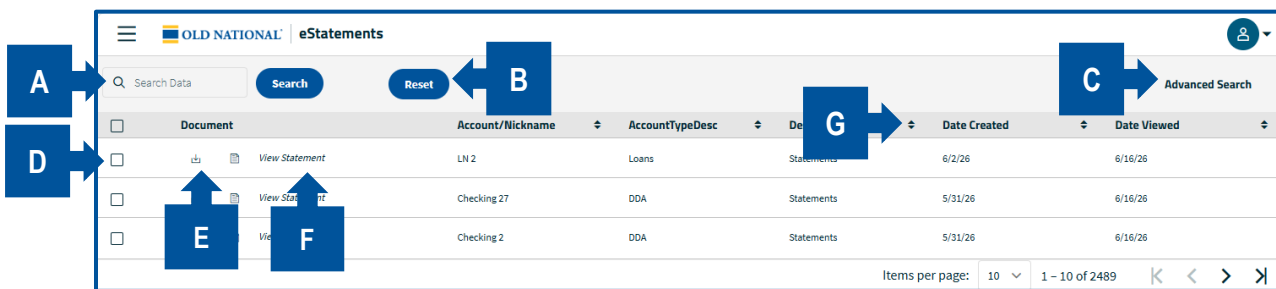 OLD NATIONAL eStatements
A Search Data Search Reset B C Advanced Search
Document Account/Nickname AccountTypeDesc De G Date Created Date Viewed
D View Statement LN 2 Loans Statements 6/2/26 6/16/26
View Statement Checking 27 DDA Statements 5/31/26 6/16/26
E F Checking 2 DDA Statements 5/31/26 6/16/26
Items per page: 10 1 – 10 of 2489